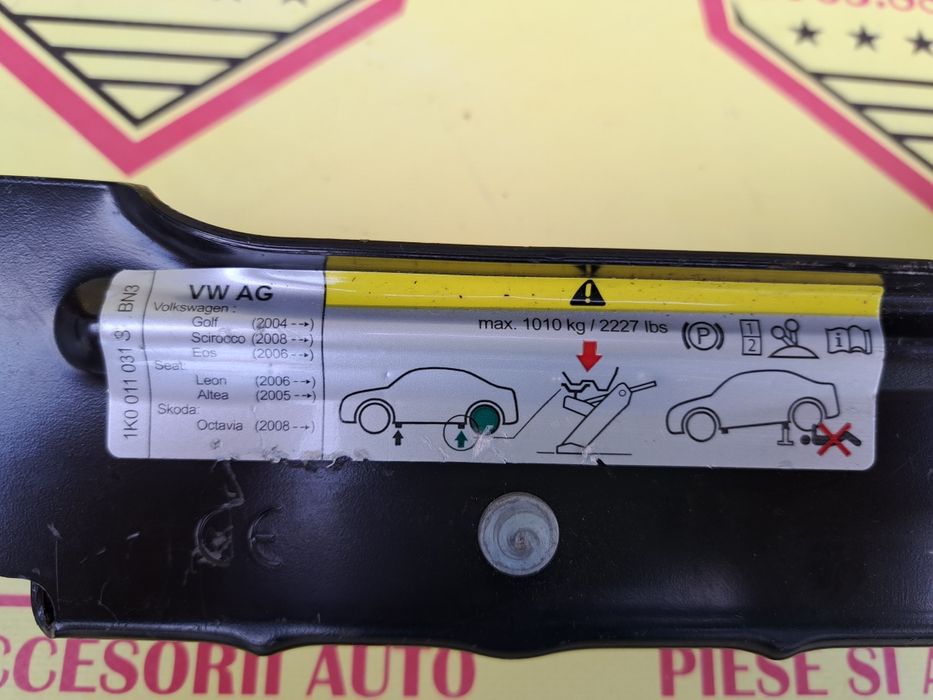 VW AG
Volkswagen :
Golf (2004-->)
Scirocco (2008-->)
Eos (2006-->)
Seat:
Leon (2006-->)
Altea (2005-->)
Skoda:
Octavia (2008-->)
1K0 011 031 S BN3
max. 1010 kg / 2227 lbs
P
1
2
i
CE
CCESORII AUTO
PIESE SI A